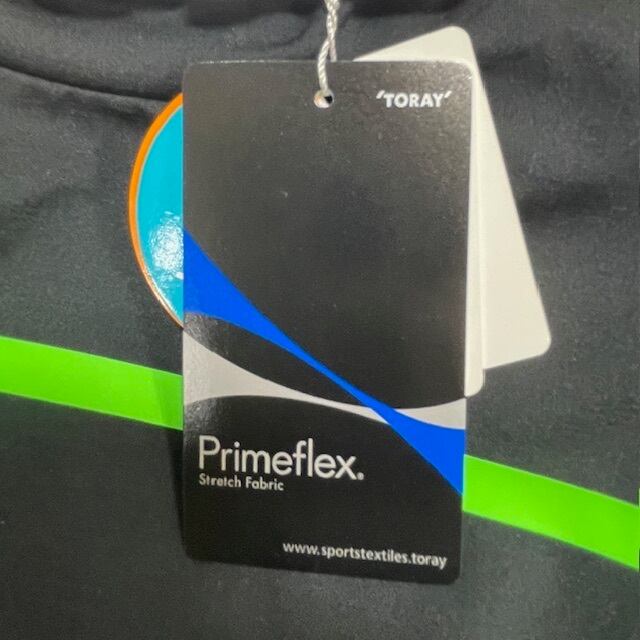 'TORAY'
Primeflex.
Stretch Fabric
www.sportstextiles.toray